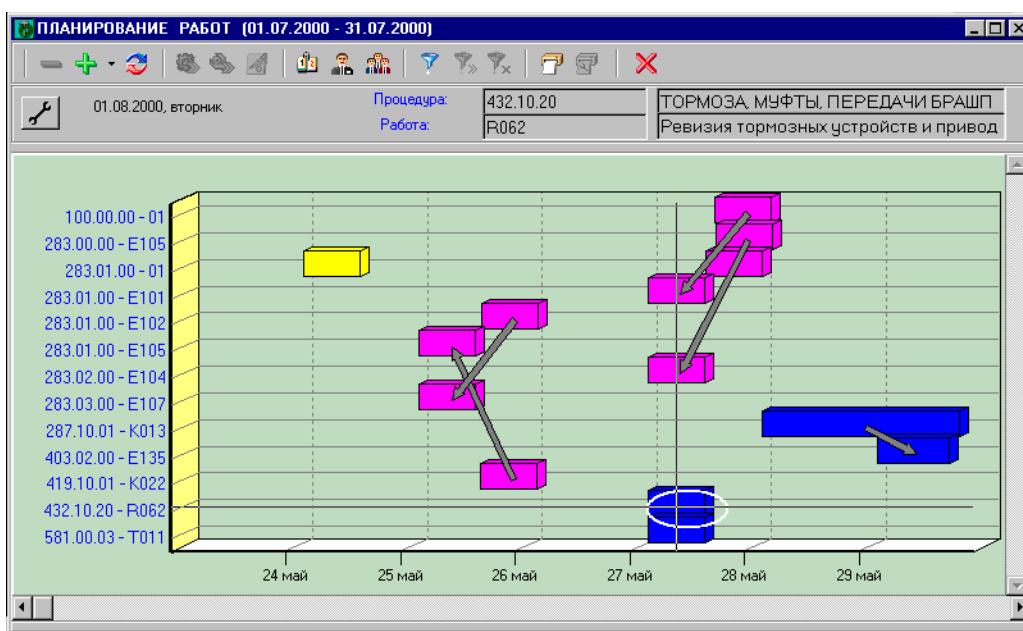 ПЛАНИРОВАНИЕ РАБОТ (01.07.2000 - 31.07.2000)
01.08.2000, вторник
Процедура: 432.10.20 ТОРМОЗА, МУФТЫ, ПЕРЕДАЧИ БРАШП
Работа: R062 Ревизия тормозных устройств и привод
100.00.00 - 01
283.00.00 - E105
283.01.00 - 01
283.01.00 - E101
283.01.00 - E102
283.01.00 - E105
283.02.00 - E104
283.03.00 - E107
287.10.01 - K013
403.02.00 - E135
419.10.01 - K022
432.10.20 - R062
581.00.03 - T011
24 май 25 май 26 май 27 май 28 май 29 май